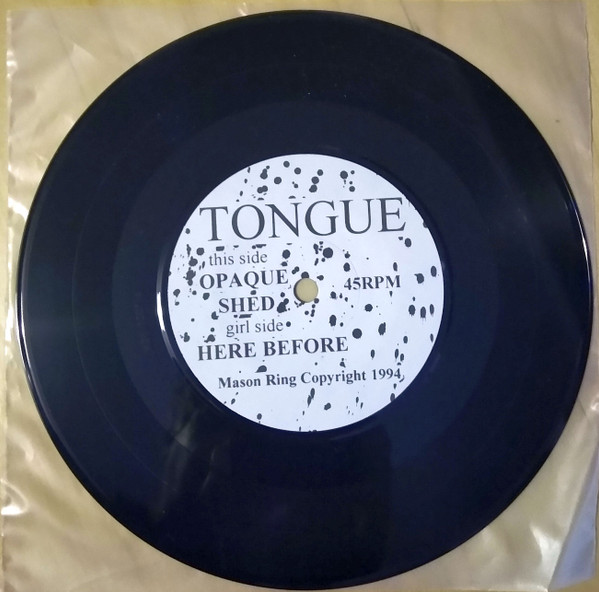 TONGUE
this side
OPAQUE 45RPM
SHED
girl side
HERE BEFORE
Mason Ring Copyright 1994